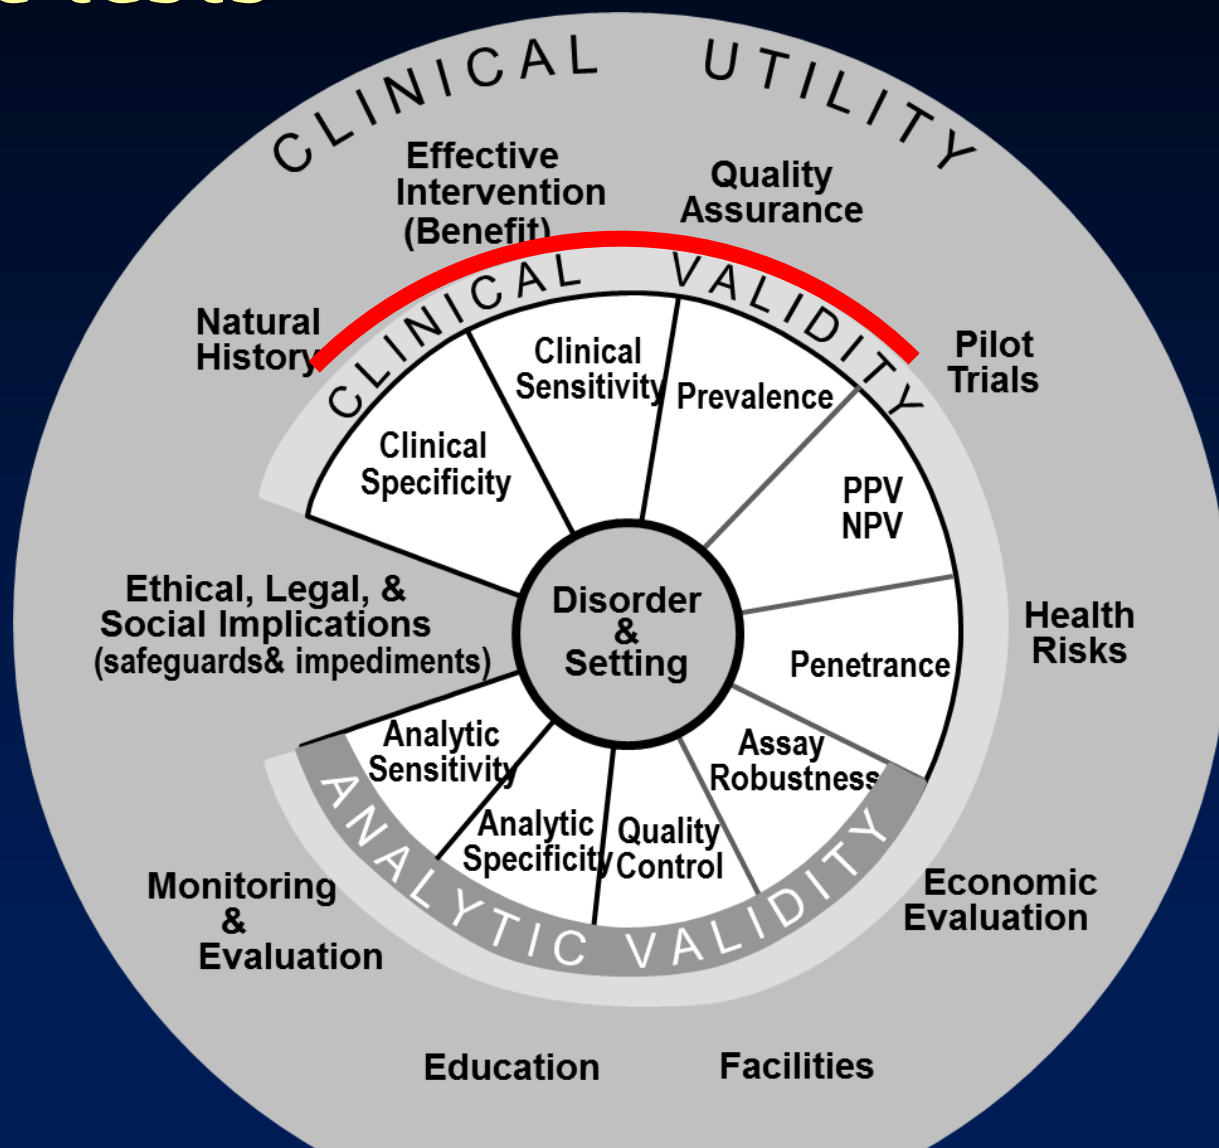 tests
CLINICAL UTILITY
Effective
Intervention
(Benefit)
Quality
Assurance
Natural
History
CLINICAL VALIDITY
Pilot
Trials
Clinical
Sensitivity
Prevalence
Clinical
Specificity
PPV
NPV
Ethical, Legal, &
Social Implications
(safeguards& impediments)
Disorder
&
Setting
Health
Risks
Penetrance
Analytic
Sensitivity
Assay
Robustness
Analytic
Specificity
Quality
Control
ANALYTIC VALIDITY
Monitoring
&
Evaluation
Economic
Evaluation
Education
Facilities